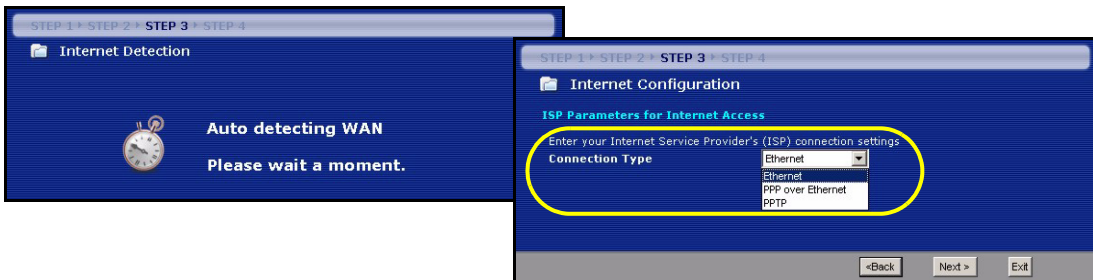 STEP 1 ▸ STEP 2 ▸ STEP 3 ▸ STEP 4
Internet Detection
Auto detecting WAN
Please wait a moment.
STEP 1 ▸ STEP 2 ▸ STEP 3 ▸ STEP 4
Internet Configuration
ISP Parameters for Internet Access
Enter your Internet Service Provider's (ISP) connection settings
Connection Type Ethernet
Ethernet
PPP over Ethernet
PPTP
<Back Next > Exit